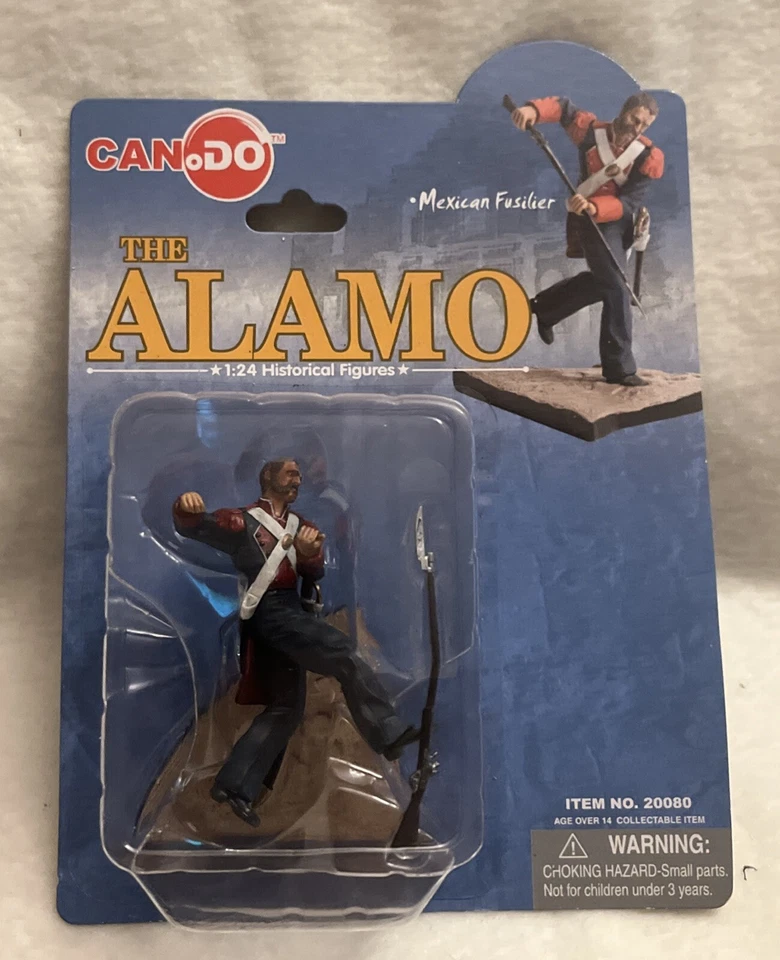 CAN.DO™
•Mexican Fusilier
THE
ALAMO
★1:24 Historical Figures★
ITEM NO. 20080
AGE OVER 14 COLLECTABLE ITEM
WARNING:
CHOKING HAZARD-Small parts.
Not for children under 3 years.